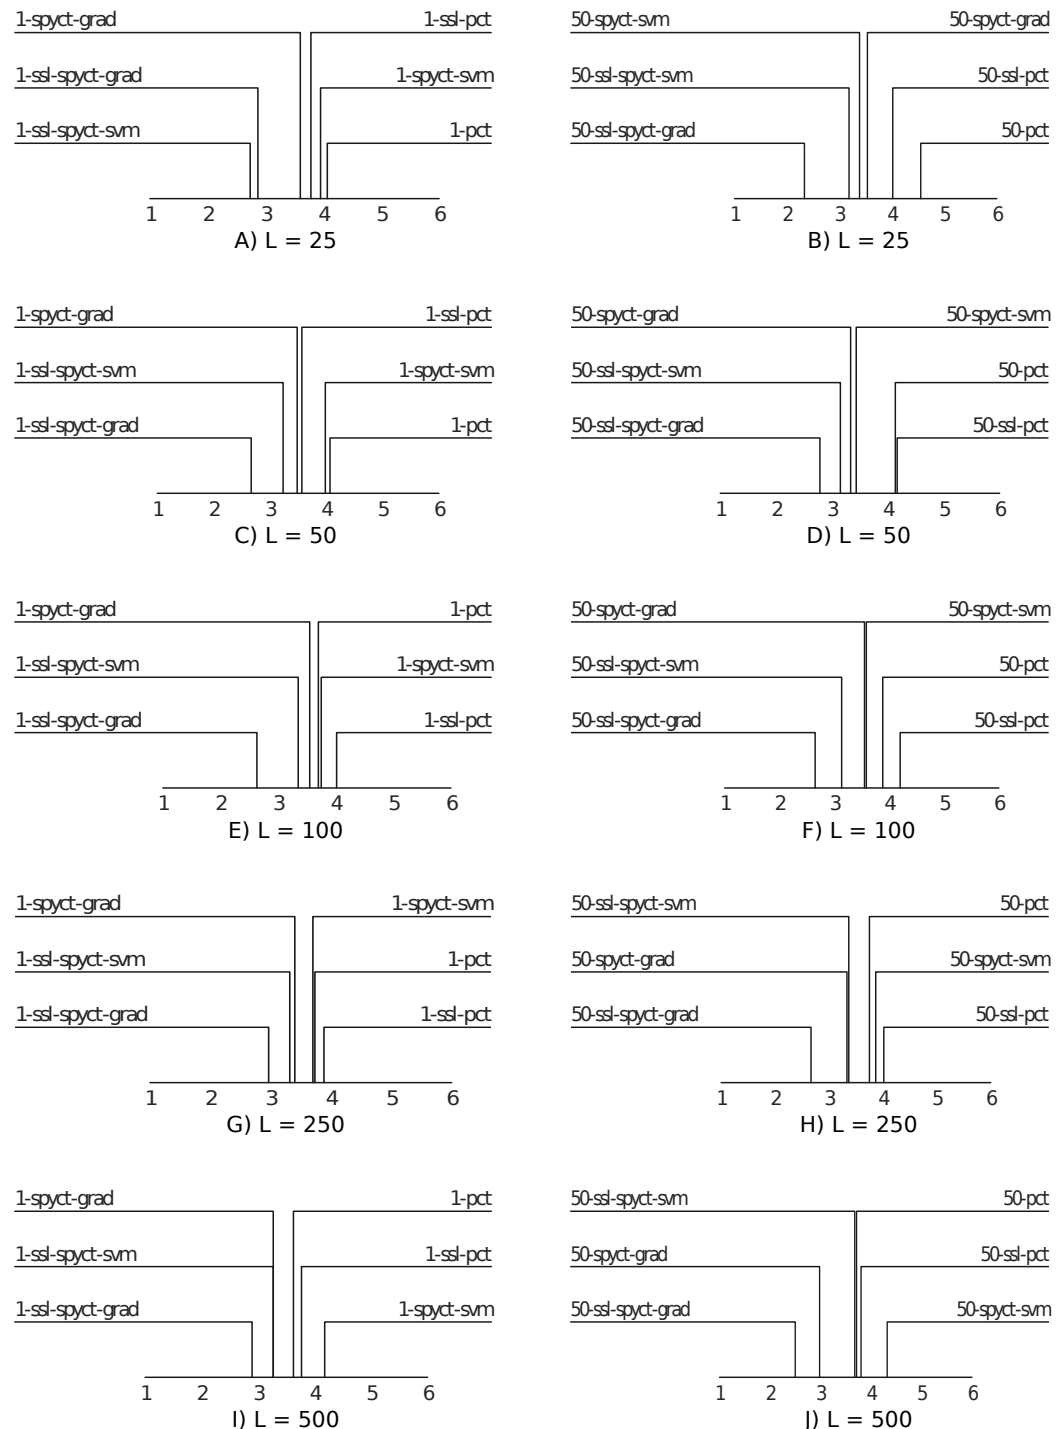 1-spyct-grad 1-ssl-pct
1-ssl-spyct-grad 1-spyct-svm
1-ssl-spyct-svm 1-pct
1 2 3 4 5 6
A) L = 25
50-spyct-svm 50-spyct-grad
50-ssl-spyct-svm 50-ssl-pct
50-ssl-spyct-grad 50-pct
1 2 3 4 5 6
B) L = 25
1-spyct-grad 1-ssl-pct
1-ssl-spyct-svm 1-spyct-svm
1-ssl-spyct-grad 1-pct
1 2 3 4 5 6
C) L = 50
50-spyct-grad 50-spyct-svm
50-ssl-spyct-svm 50-pct
50-ssl-spyct-grad 50-ssl-pct
1 2 3 4 5 6
D) L = 50
1-spyct-grad 1-pct
1-ssl-spyct-svm 1-spyct-svm
1-ssl-spyct-grad 1-ssl-pct
1 2 3 4 5 6
E) L = 100
50-spyct-grad 50-spyct-svm
50-ssl-spyct-svm 50-pct
50-ssl-spyct-grad 50-ssl-pct
1 2 3 4 5 6
F) L = 100
1-spyct-grad 1-spyct-svm
1-ssl-spyct-svm 1-pct
1-ssl-spyct-grad 1-ssl-pct
1 2 3 4 5 6
G) L = 250
50-ssl-spyct-svm 50-pct
50-spyct-grad 50-spyct-svm
50-ssl-spyct-grad 50-ssl-pct
1 2 3 4 5 6
H) L = 250
1-spyct-grad 1-pct
1-ssl-spyct-svm 1-ssl-pct
1-ssl-spyct-grad 1-spyct-svm
1 2 3 4 5 6
I) L = 500
50-ssl-spyct-svm 50-pct
50-spyct-grad 50-ssl-pct
50-ssl-spyct-grad 50-spyct-svm
1 2 3 4 5 6
J) L = 500